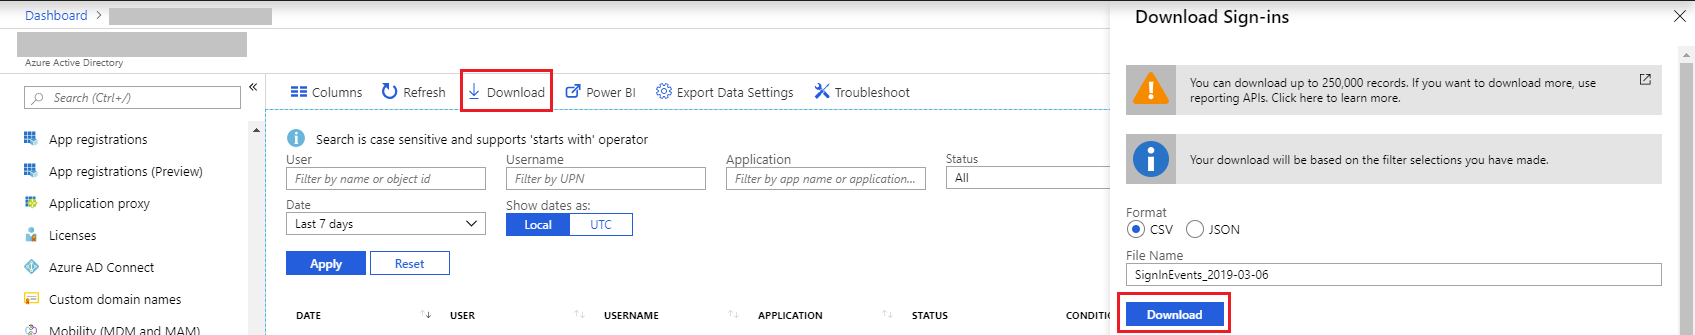 Dashboard >
Azure Active Directory
Search (Ctrl+/)
«
App registrations
App registrations (Preview)
Application proxy
Licenses
Azure AD Connect
Custom domain names
Mobility (MDM and MAM)
Columns
Refresh
Download
Power BI
Export Data Settings
Troubleshoot
Search is case sensitive and supports 'starts with' operator
User
Filter by name or object id
Username
Filter by UPN
Application
Filter by app name or application...
Status
All
Date
Last 7 days
Show dates as:
Local
UTC
Apply
Reset
DATE
USER
USERNAME
APPLICATION
STATUS
CONDITIO
Download Sign-ins
You can download up to 250,000 records. If you want to download more, use
reporting APIs. Click here to learn more.
Your download will be based on the filter selections you have made.
Format
CSV
JSON
File Name
SignInEvents_2019-03-06
Download